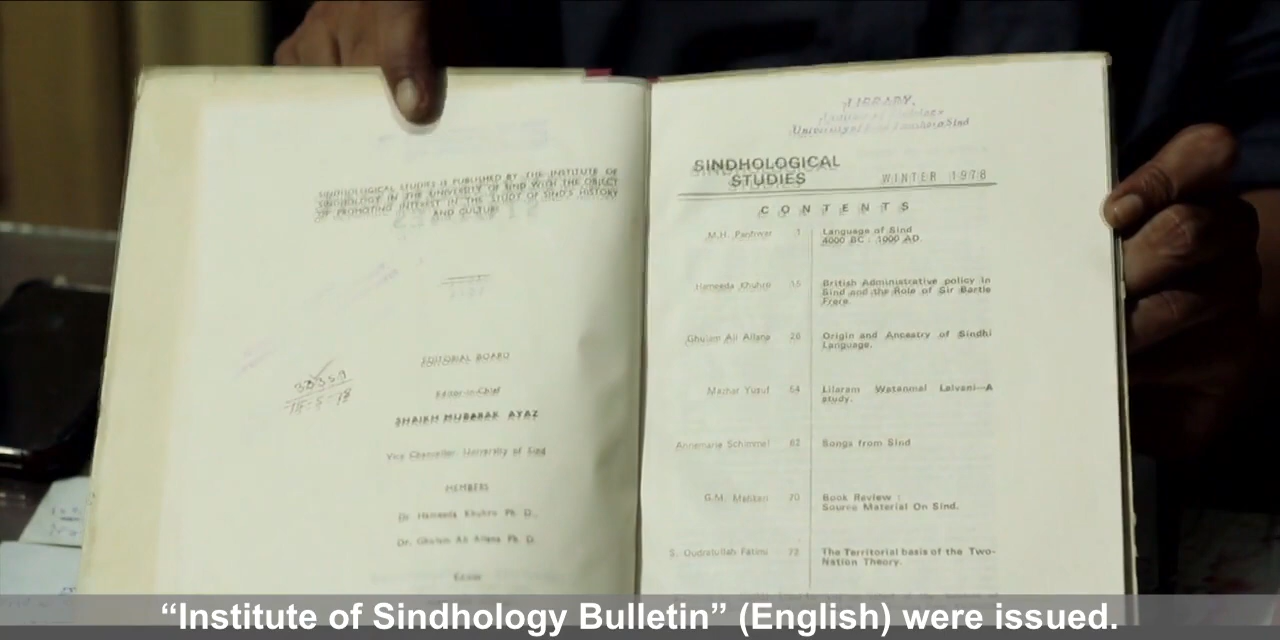 SINDHOLOGICAL STUDIES IS PUBLISHED BY THE INSTITUTE OF
SINDHOLOGY IN THE UNIVERSITY OF SIND WITH THE OBJECT
OF PROMOTING INTEREST IN THE STUDY OF SIND'S HISTORY
AND CULTURE
EDITORIAL BOARD
Editor-in-Chief
SHAIKH MUBARAK AYAZ
Vice Chancellor: University of Sind
MEMBERS
Dr. Hameeda Khuhro Ph. D.,
Dr. Ghulam Ali Allana Ph. D.
Editor
LIBRARY,
SINDHOLOGICAL
STUDIES WINTER 1978
CONTENTS
M.H. Panhwar 1 Language of Sind
4000 BC : 1000 AD.
Hameeda Khuhro 15 British Administrative policy in
Sind and the Role of Sir Bartle
Frere.
Ghulam Ali Allana 26 Origin and Ancestry of Sindhi
Language.
Mazhar Yusuf 54 Lilaram Watanmal Lalvani—A
study.
Annemarie Schimmel 62 Songs from Sind
G.M. 70 Book Review :
Source Material On Sind.
S. Qudratullah Fatimi 72 The Territorial basis of the Two-
Nation Theory.
“Institute of Sindhology Bulletin” (English) were issued.